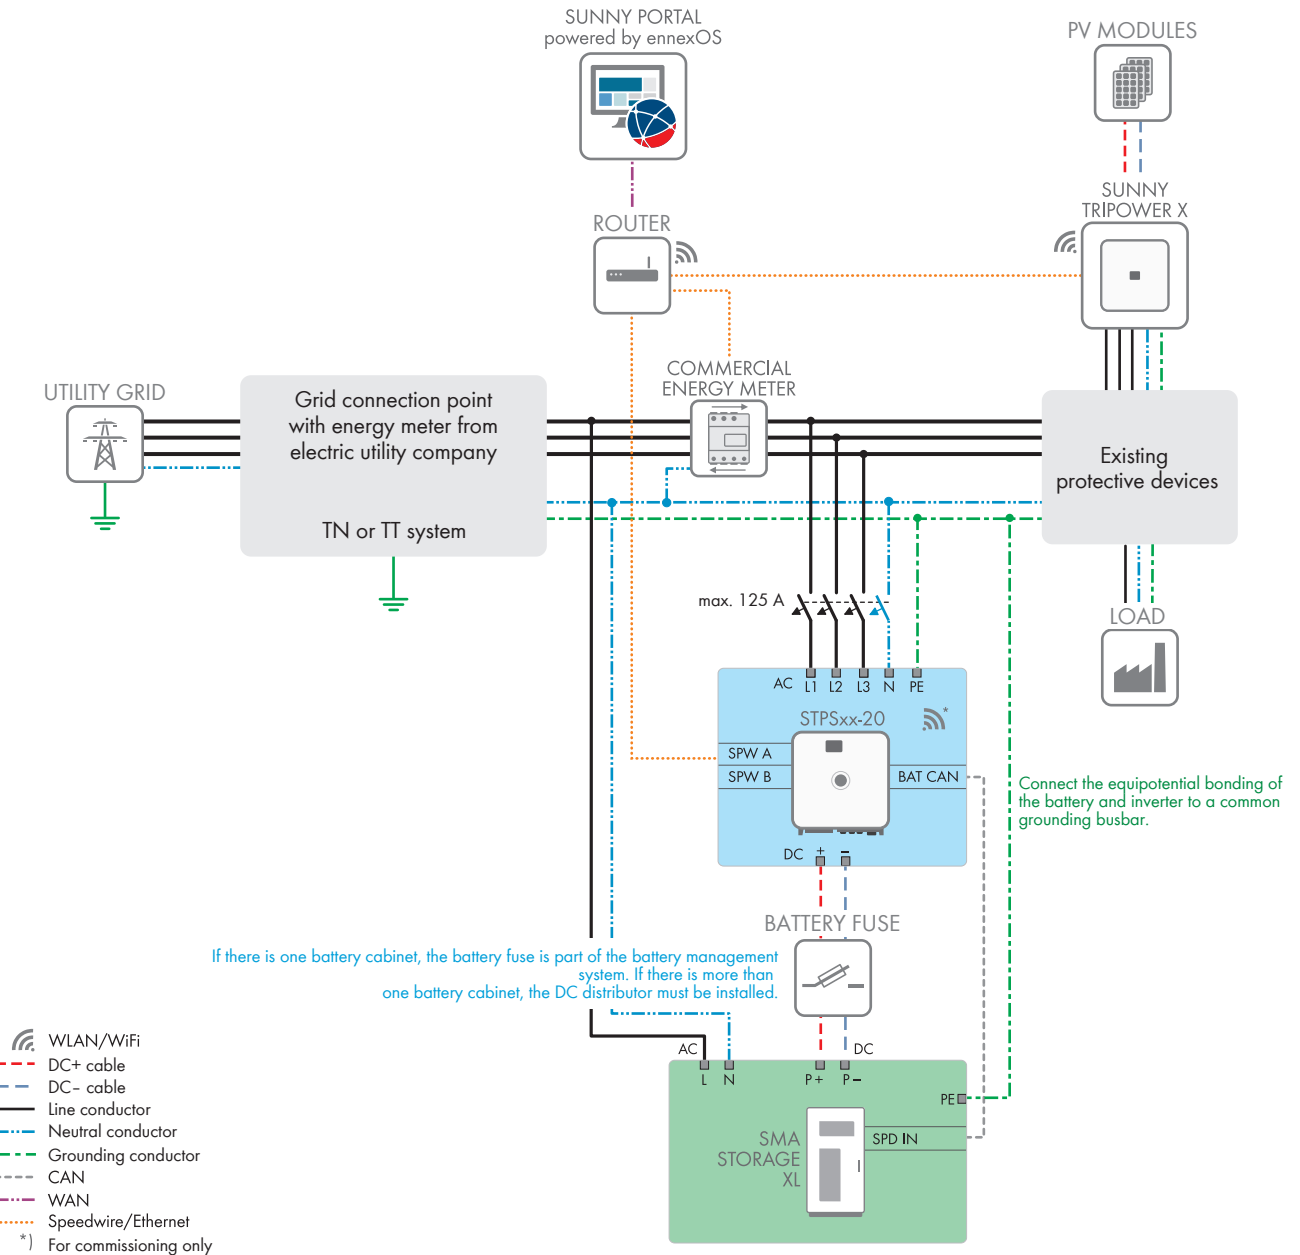 SUNNY PORTAL
powered by ennexOS
PV MODULES
SUNNY
TRIPOWER X
ROUTER
COMMERCIAL
ENERGY METER
UTILITY GRID
Grid connection point
with energy meter from
electric utility company
TN or TT system
Existing
protective devices
max. 125 A
LOAD
AC L1 L2 L3 N PE
STPSxx-20
*
SPW A
SPW B
BAT CAN
Connect the equipotential bonding of
the battery and inverter to a common
grounding busbar.
DC + –
BATTERY FUSE
If there is one battery cabinet, the battery fuse is part of the battery management
system. If there is more than
one battery cabinet, the DC distributor must be installed.
AC
DC
L N P+ P–
PE
SPD IN
SMA
STORAGE
XL
WLAN/WiFi
DC+ cable
DC– cable
Line conductor
Neutral conductor
Grounding conductor
CAN
WAN
Speedwire/Ethernet
*) For commissioning only